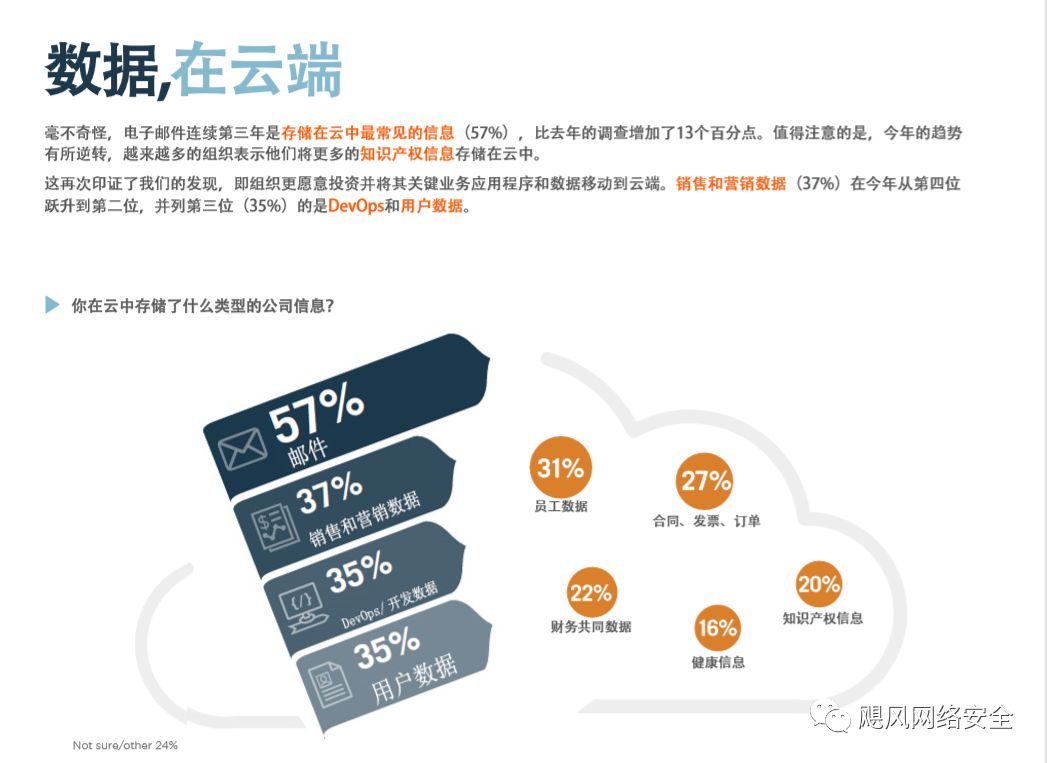 数据,在云端
毫不奇怪，电子邮件连续第三年是存储在云中最常见的信息（57%），比去年的调查增加了13个百分点。值得注意的是，今年的趋势
有所逆转，越来越多的组织表示他们将更多的知识产权信息存储在云中。
这再次印证了我们的发现，即组织更愿意投资并将其关键业务应用程序和数据移动到云端。销售和营销数据（37%）在今年从第四位
跃升到第二位，并列第三位（35%）的是DevOps和用户数据。
你在云中存储了什么类型的公司信息？
57%
邮件
37%
销售和营销数据
35%
DevOps/开发数据
35%
用户数据
31%
员工数据
27%
合同、发票、订单
22%
财务共同数据
16%
健康信息
20%
知识产权信息
Not sure/other 24%
飓风网络安全